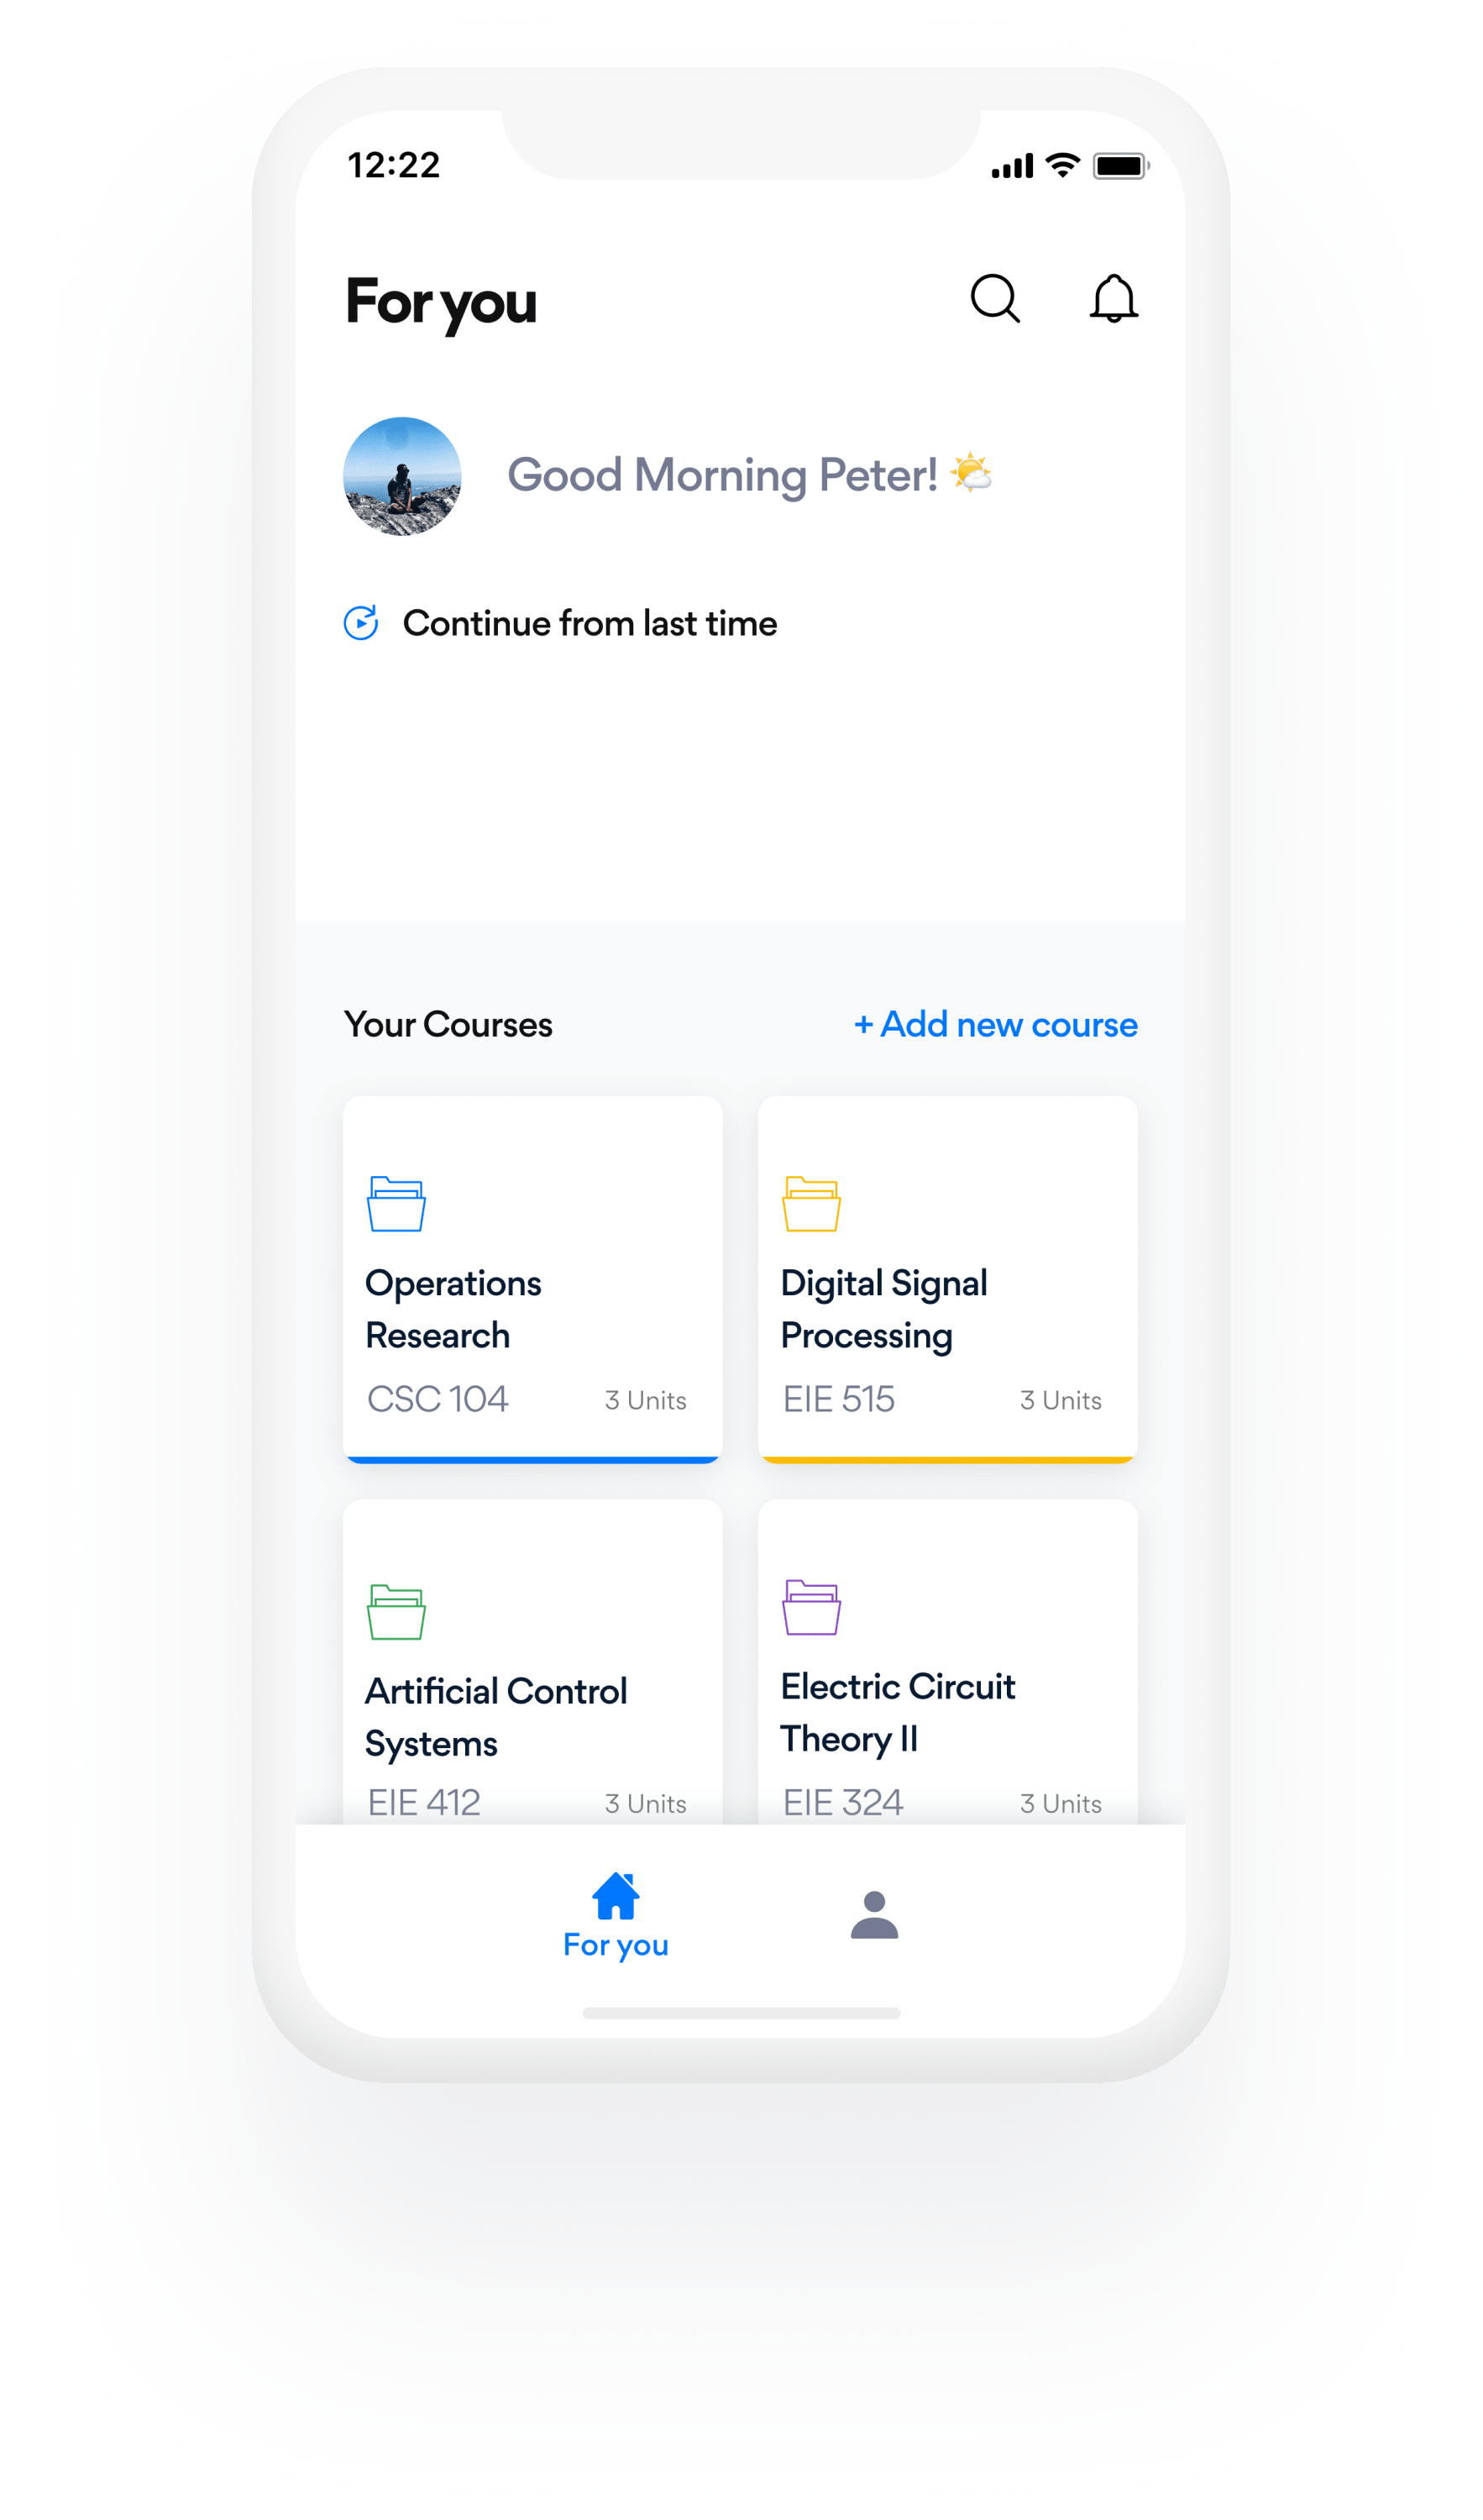 12:22
For you
Good Morning Peter! 🌤️
Continue from last time
Your Courses
+ Add new course
Operations
Research
CSC 104
3 Units
Digital Signal
Processing
EIE 515
3 Units
Artificial Control
Systems
EIE 412
3 Units
Electric Circuit
Theory II
EIE 324
3 Units
For you